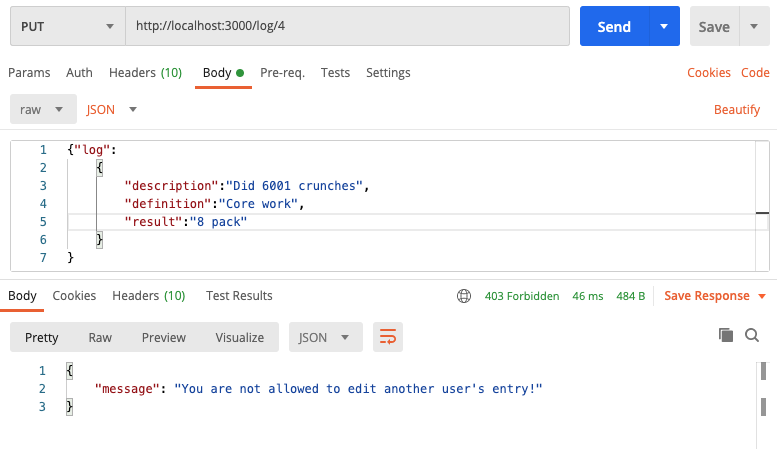 PUT http://localhost:3000/log/4 Send Save
Params Auth Headers (10) Body Pre-req. Tests Settings Cookies Code
raw JSON Beautify
1 {"log":
2 {
3 "description":"Did 6001 crunches",
4 "definition":"Core work",
5 "result":"8 pack"
6 }
7 }
Body Cookies Headers (10) Test Results 403 Forbidden 46 ms 484 B Save Response
Pretty Raw Preview Visualize JSON
1 {
2 "message": "You are not allowed to edit another user's entry!"
3 }